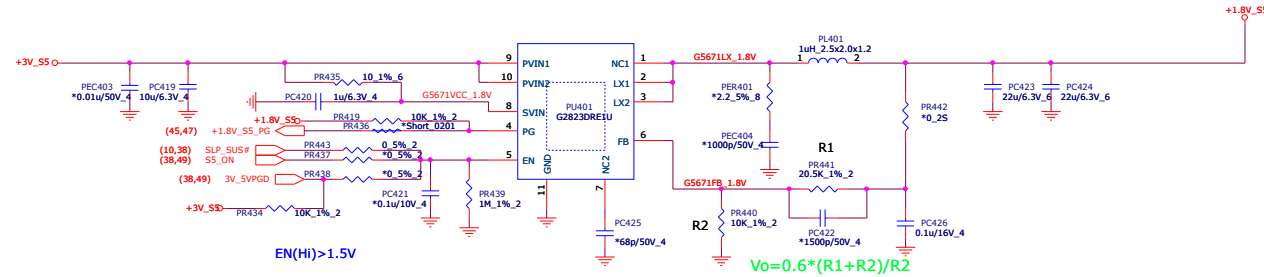 +1.8V_S5
+3V_S5
PEC403
*0.01u/50V_4
PC419
10u/6.3V_4
PR435
10_1%_6
PC420
1u/6.3V_4
G5671VCC_1.8V
+1.8V_S5
PR419
10K_1%_2
(45,47)
+1.8V_S5_PG
PR436
*Short_0201
(10,38)
SLP_SUS#
PR443
0_5%_2
(38,49)
S5_ON
PR437
*0_5%_2
(38,49)
3V_5VPGD
PR438
*0_5%_2
+3V_S5
PR434
10K_1%_2
PC421
*0.1u/10V_4
PR439
1M_1%_2
EN(Hi)>1.5V
9
10
8
4
5
PVIN1
PVIN2
SVIN
PG
EN
PU401
G2823DRE1U
NC1
LX1
LX2
FB
GND
NC2
1
2
3
6
11
7
PC425
*68p/50V_4
G5671LX_1.8V
PL401
1uH_2.5x2.0x1.2
1
2
PER401
*2.2_5%_8
PEC404
*1000p/50V_4
PR442
*0_2S
PC423
22u/6.3V_6
PC424
22u/6.3V_6
R1
PR441
20.5K_1%_2
G5671FB_1.8V
R2
PR440
10K_1%_2
PC422
*1500p/50V_4
PC426
0.1u/16V_4
Vo=0.6*(R1+R2)/R2